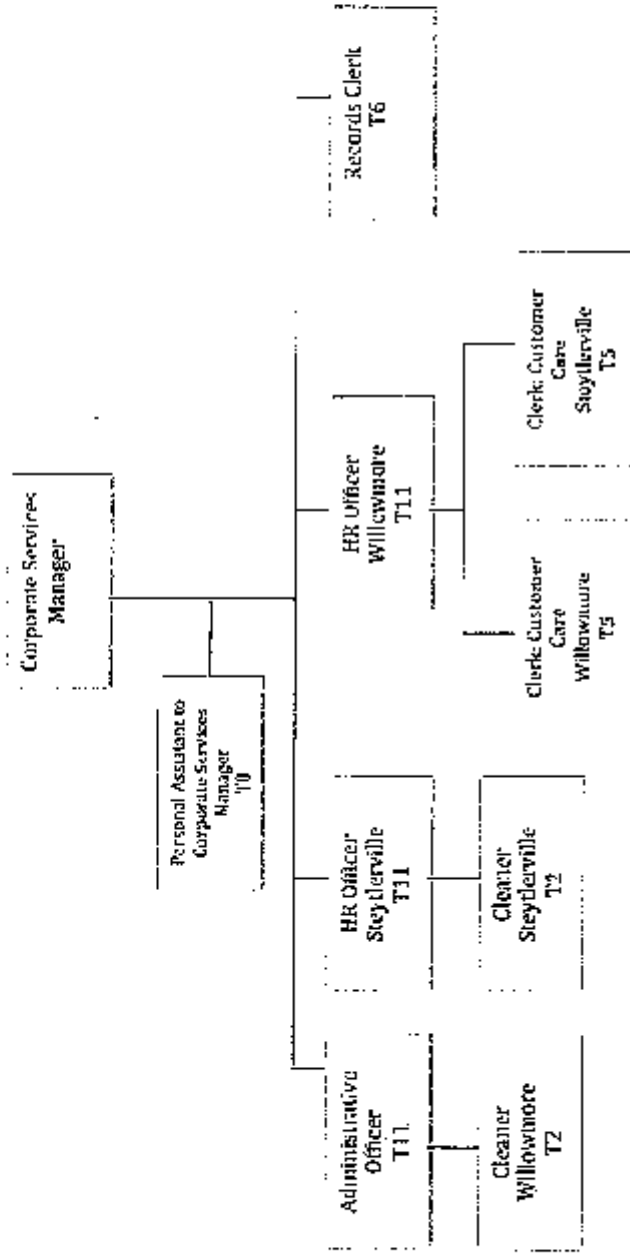 Corporate Services
Manager
Personal Assistant to
Corporate Services
Manager
Administrative
Officer
T11
HR Officer
Steytlerville
T11
HR Officer
Willowmore
T11
Records Clerk
T6
Cleaner
Willowmore
T2
Cleaner
Steytlerville
T2
Clerk: Customer
Care
Willowmore
T5
Clerk: Customer
Care
Steytlerville
T5